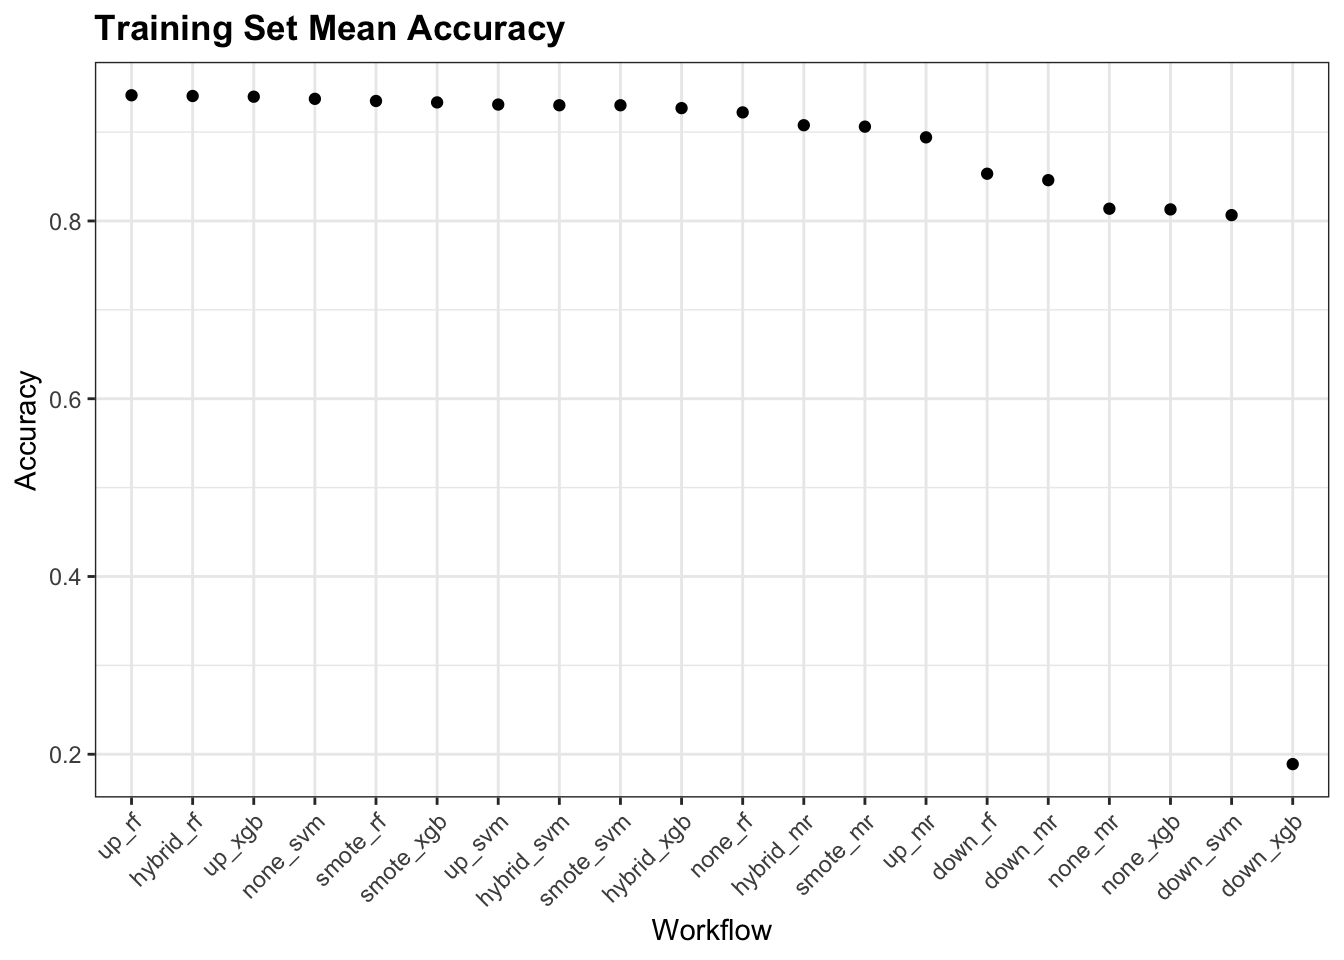 Training Set Mean Accuracy
Accuracy
0.8
0.6
0.4
0.2
up_rf
hybrid_rf
up_xgb
none_svm
smote_rf
smote_xgb
up_svm
hybrid_svm
smote_svm
hybrid_xgb
none_rf
hybrid_mr
smote_mr
up_mr
down_rf
down_mr
none_mr
none_xgb
down_svm
down_xgb
Workflow